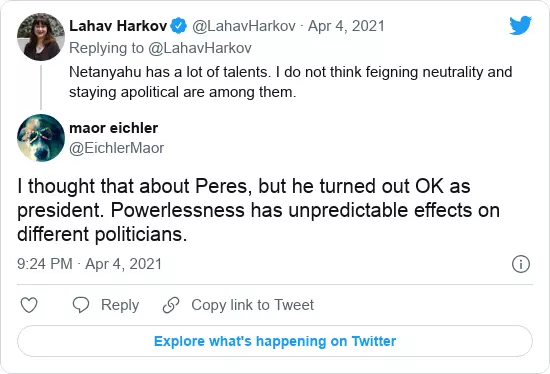 Lahav Harkov @LahavHarkov · Apr 4, 2021
Replying to @LahavHarkov
Netanyahu has a lot of talents. I do not think feigning neutrality and
staying apolitical are among them.
maor eichler
@EichlerMaor
I thought that about Peres, but he turned out OK as
president. Powerlessness has unpredictable effects on
different politicians.
9:24 PM · Apr 4, 2021
Reply
Copy link to Tweet
Explore what's happening on Twitter